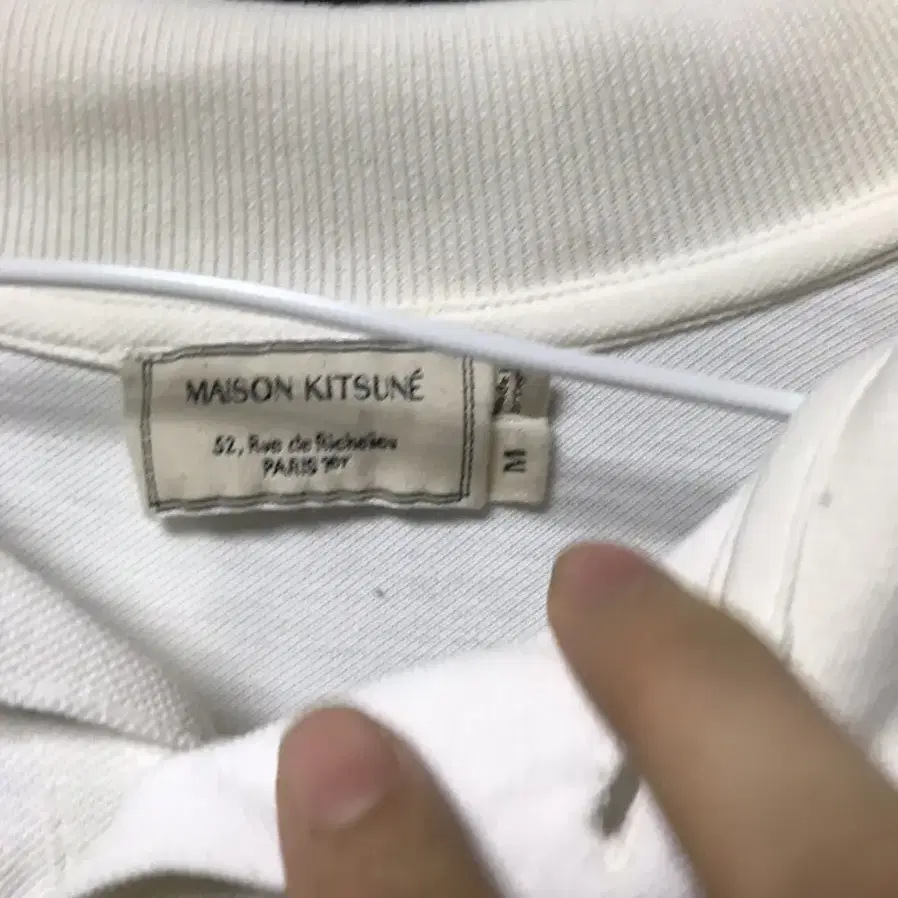 MAISON KITSUNÉ
52, Rue de Richelieu
PARIS 1er
M